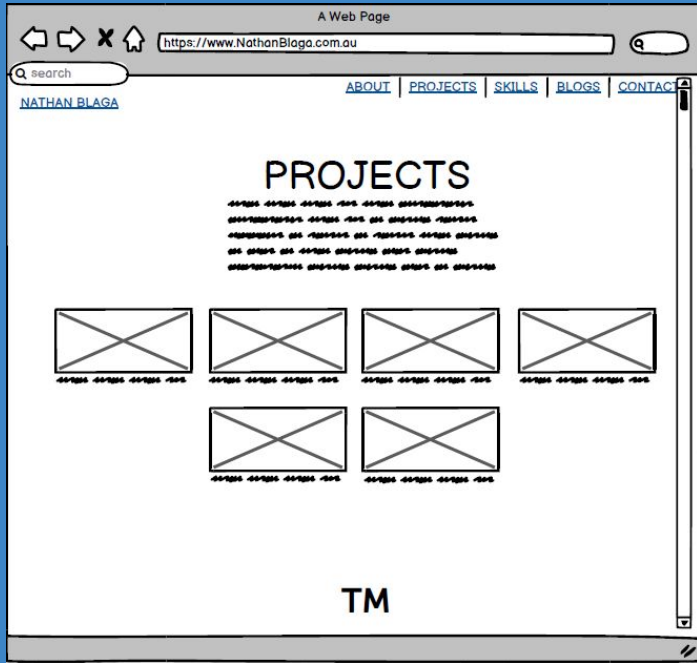 A Web Page
https://www.NathanBlaga.com.au
search
ABOUT | PROJECTS | SKILLS | BLOGS | CONTACT
NATHAN BLAGA
PROJECTS
TM